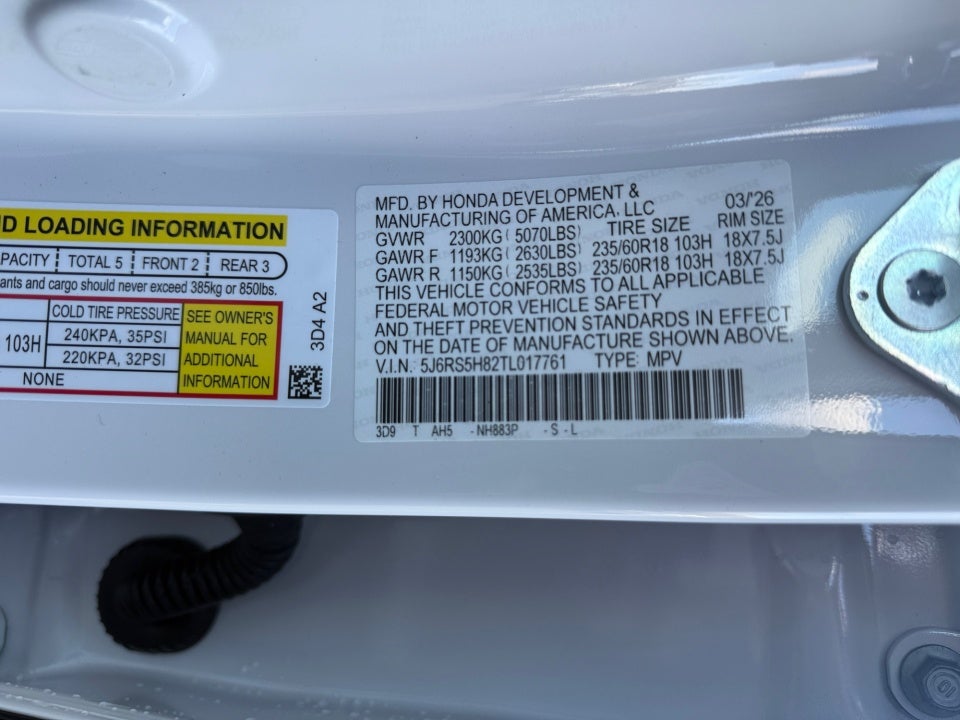 ND LOADING INFORMATION
PACITY TOTAL 5 FRONT 2 REAR 3
ants and cargo should never exceed 385kg or 850lbs.
COLD TIRE PRESSURE
103H 240KPA, 35PSI
220KPA, 32PSI
NONE
SEE OWNER'S
MANUAL FOR
ADDITIONAL
INFORMATION
3D4 A2
MFD. BY HONDA DEVELOPMENT & 03/'26
MANUFACTURING OF AMERICA, LLC
TIRE SIZE RIM SIZE
GVWR 2300KG ( 5070LBS)
GAWR F 1193KG ( 2630LBS) 235/60R18 103H 18X7.5J
GAWR R 1150KG ( 2535LBS) 235/60R18 103H 18X7.5J
THIS VEHICLE CONFORMS TO ALL APPLICABLE
FEDERAL MOTOR VEHICLE SAFETY
AND THEFT PREVENTION STANDARDS IN EFFECT
ON THE DATE OF MANUFACTURE SHOWN ABOVE.
V.I.N. 5J6RS5H82TL017761 TYPE: MPV
3D9 T AH5 -NH883P -S -L